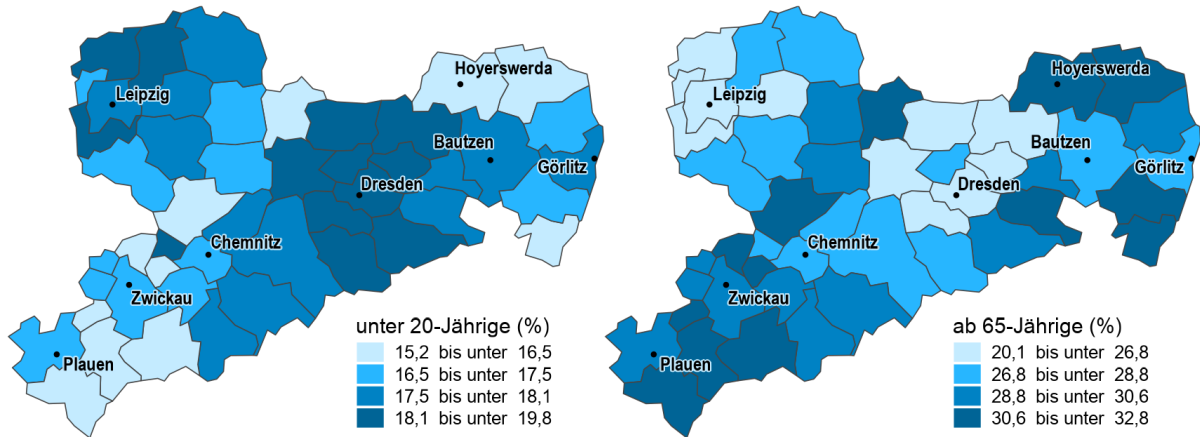 Hoyerswerda
Leipzig
Bautzen
Görlitz
Dresden
Chemnitz
Zwickau
Plauen
unter 20-Jährige (%)
15,2 bis unter 16,5
16,5 bis unter 17,5
17,5 bis unter 18,1
18,1 bis unter 19,8
Hoyerswerda
Leipzig
Bautzen
Görlitz
Dresden
Chemnitz
Zwickau
Plauen
ab 65-Jährige (%)
20,1 bis unter 26,8
26,8 bis unter 28,8
28,8 bis unter 30,6
30,6 bis unter 32,8